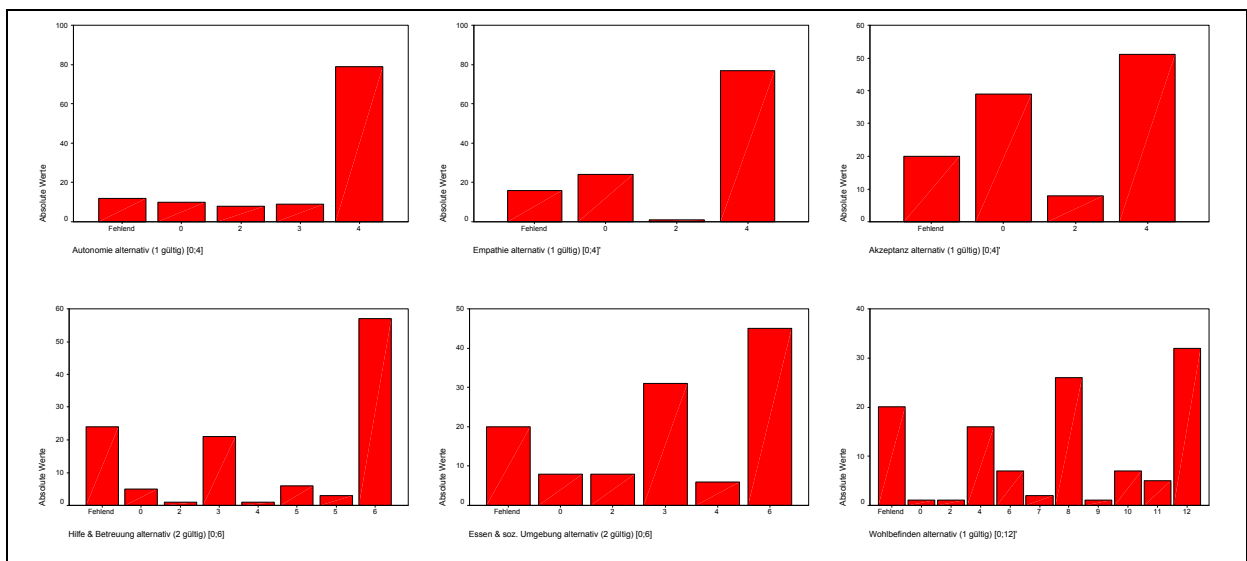 100
80
60
40
20
0
Absolute Werte
Fehlend 0 2 3 4
Autonomie alternativ (1 gültig) [0;4]
100
80
60
40
20
0
Absolute Werte
Fehlend 0 2 4
Empathie alternativ (1 gültig) [0;4]'
60
50
40
30
20
10
0
Absolute Werte
Fehlend 0 2 4
Akzeptanz alternativ (1 gültig) [0;4]'
60
50
40
30
20
10
0
Absolute Werte
Fehlend 0 2 3 4 5 5 6
Hilfe & Betreuung alternativ (2 gültig) [0;6]
50
40
30
20
10
0
Absolute Werte
Fehlend 0 2 3 4 6
Essen & soz. Umgebung alternativ (2 gültig) [0;6]
40
30
20
10
0
Absolute Werte
Fehlend 0 2 4 6 7 8 9 10 11 12
Wohlbefinden alternativ (1 gültig) [0;12]'